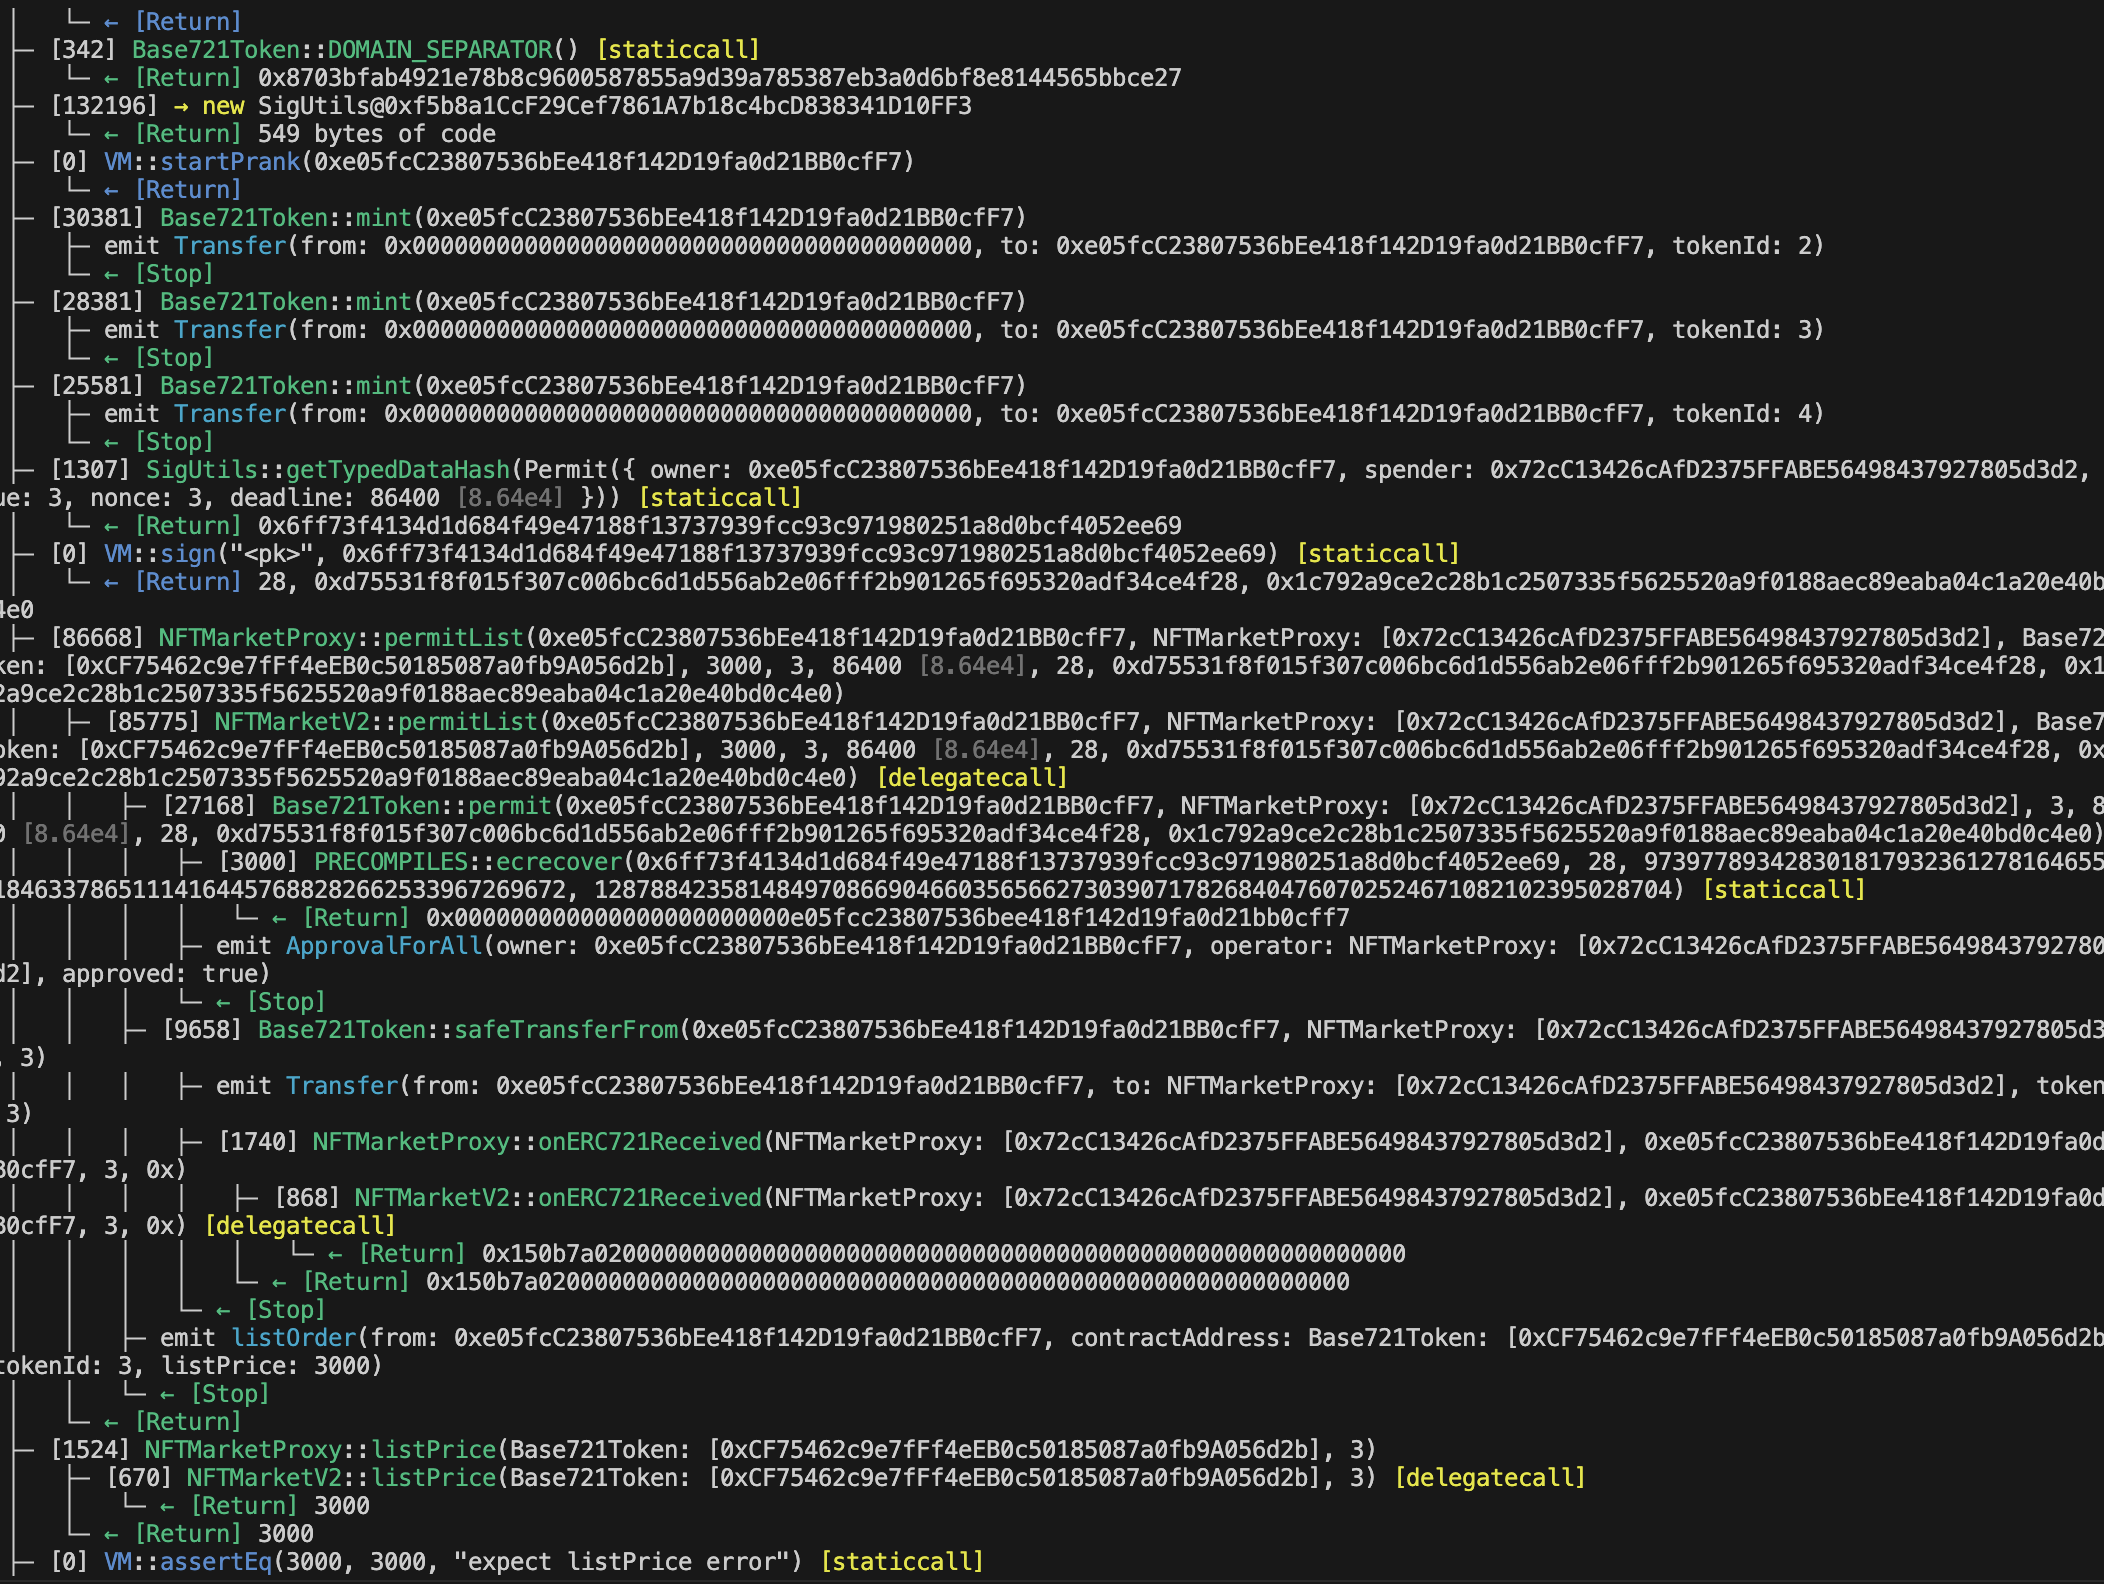 │   └─ ← [Return]
├─ [342] Base721Token::DOMAIN_SEPARATOR() [staticcall]
│   └─ ← [Return] 0x8703bfab4921e78b8c9600587855a9d39a785387eb3a0d6bf8e8144565bbce27
├─ [132196] → new SigUtils@0xf5b8a1CcF29Cef7861A7b18c4bcD838341D10FF3
│   └─ ← [Return] 549 bytes of code
├─ [0] VM::startPrank(0xe05fcC23807536bEe418f142D19fa0d21BB0cfF7)
│   └─ ← [Return]
├─ [30381] Base721Token::mint(0xe05fcC23807536bEe418f142D19fa0d21BB0cfF7)
│   ├─ emit Transfer(from: 0x0000000000000000000000000000000000000000, to: 0xe05fcC23807536bEe418f142D19fa0d21BB0cfF7, tokenId: 2)
│   └─ ← [Stop]
├─ [28381] Base721Token::mint(0xe05fcC23807536bEe418f142D19fa0d21BB0cfF7)
│   ├─ emit Transfer(from: 0x0000000000000000000000000000000000000000, to: 0xe05fcC23807536bEe418f142D19fa0d21BB0cfF7, tokenId: 3)
│   └─ ← [Stop]
├─ [25581] Base721Token::mint(0xe05fcC23807536bEe418f142D19fa0d21BB0cfF7)
│   ├─ emit Transfer(from: 0x0000000000000000000000000000000000000000, to: 0xe05fcC23807536bEe418f142D19fa0d21BB0cfF7, tokenId: 4)
│   └─ ← [Stop]
├─ [1307] SigUtils::getTypedDataHash(Permit({ owner: 0xe05fcC23807536bEe418f142D19fa0d21BB0cfF7, spender: 0x72cC13426cAfD2375FFABE56498437927805d3d2,
ue: 3, nonce: 3, deadline: 86400 [8.64e4] })) [staticcall]
│   └─ ← [Return] 0x6ff73f4134d1d684f49e47188f13737939fcc93c971980251a8d0bcf4052ee69
├─ [0] VM::sign("<pk>", 0x6ff73f4134d1d684f49e47188f13737939fcc93c971980251a8d0bcf4052ee69) [staticcall]
│   └─ ← [Return] 28, 0xd75531f8f015f307c006bc6d1d556ab2e06fff2b901265f695320adf34ce4f28, 0x1c792a9ce2c28b1c2507335f5625520a9f0188aec89eaba04c1a20e40b
4e0
├─ [86668] NFTMarketProxy::permitList(0xe05fcC23807536bEe418f142D19fa0d21BB0cfF7, NFTMarketProxy: [0x72cC13426cAfD2375FFABE56498437927805d3d2], Base72
ken: [0xCF75462c9e7fFf4eEB0c50185087a0fb9A056d2b], 3000, 3, 86400 [8.64e4], 28, 0xd75531f8f015f307c006bc6d1d556ab2e06fff2b901265f695320adf34ce4f28, 0x1
2a9ce2c28b1c2507335f5625520a9f0188aec89eaba04c1a20e40bd0c4e0)
│   ├─ [85775] NFTMarketV2::permitList(0xe05fcC23807536bEe418f142D19fa0d21BB0cfF7, NFTMarketProxy: [0x72cC13426cAfD2375FFABE56498437927805d3d2], Base7
oken: [0xCF75462c9e7fFf4eEB0c50185087a0fb9A056d2b], 3000, 3, 86400 [8.64e4], 28, 0xd75531f8f015f307c006bc6d1d556ab2e06fff2b901265f695320adf34ce4f28, 0x
92a9ce2c28b1c2507335f5625520a9f0188aec89eaba04c1a20e40bd0c4e0) [delegatecall]
│   │   ├─ [27168] Base721Token::permit(0xe05fcC23807536bEe418f142D19fa0d21BB0cfF7, NFTMarketProxy: [0x72cC13426cAfD2375FFABE56498437927805d3d2], 3, 8
0 [8.64e4], 28, 0xd75531f8f015f307c006bc6d1d556ab2e06fff2b901265f695320adf34ce4f28, 0x1c792a9ce2c28b1c2507335f5625520a9f0188aec89eaba04c1a20e40bd0c4e0)
│   │   │   ├─ [3000] PRECOMPILES::ecrecover(0x6ff73f4134d1d684f49e47188f13737939fcc93c971980251a8d0bcf4052ee69, 28, 973977893428301817932361278164655
18463378651114164457688282662533967269672, 12878842358148497086690466035656627303907178268404760702524671082102395028704) [staticcall]
│   │   │   │   └─ ← [Return] 0x000000000000000000000000e05fcc23807536bee418f142d19fa0d21bb0cff7
│   │   │   ├─ emit ApprovalForAll(owner: 0xe05fcC23807536bEe418f142D19fa0d21BB0cfF7, operator: NFTMarketProxy: [0x72cC13426cAfD2375FFABE5649843792780
d2], approved: true)
│   │   │   └─ ← [Stop]
│   │   ├─ [9658] Base721Token::safeTransferFrom(0xe05fcC23807536bEe418f142D19fa0d21BB0cfF7, NFTMarketProxy: [0x72cC13426cAfD2375FFABE56498437927805d3
, 3)
│   │   │   ├─ emit Transfer(from: 0xe05fcC23807536bEe418f142D19fa0d21BB0cfF7, to: NFTMarketProxy: [0x72cC13426cAfD2375FFABE56498437927805d3d2], token
3)
│   │   │   ├─ [1740] NFTMarketProxy::onERC721Received(NFTMarketProxy: [0x72cC13426cAfD2375FFABE56498437927805d3d2], 0xe05fcC23807536bEe418f142D19fa0d
B0cfF7, 3, 0x)
│   │   │   │   ├─ [868] NFTMarketV2::onERC721Received(NFTMarketProxy: [0x72cC13426cAfD2375FFABE56498437927805d3d2], 0xe05fcC23807536bEe418f142D19fa0d
B0cfF7, 3, 0x) [delegatecall]
│   │   │   │   │   └─ ← [Return] 0x150b7a0200000000000000000000000000000000000000000000000000000000
│   │   │   │   └─ ← [Return] 0x150b7a0200000000000000000000000000000000000000000000000000000000
│   │   │   └─ ← [Stop]
│   │   ├─ emit listOrder(from: 0xe05fcC23807536bEe418f142D19fa0d21BB0cfF7, contractAddress: Base721Token: [0xCF75462c9e7fFf4eEB0c50185087a0fb9A056d2b
tokenId: 3, listPrice: 3000)
│   │   └─ ← [Stop]
│   └─ ← [Return]
├─ [1524] NFTMarketProxy::listPrice(Base721Token: [0xCF75462c9e7fFf4eEB0c50185087a0fb9A056d2b], 3)
│   ├─ [670] NFTMarketV2::listPrice(Base721Token: [0xCF75462c9e7fFf4eEB0c50185087a0fb9A056d2b], 3) [delegatecall]
│   │   └─ ← [Return] 3000
│   └─ ← [Return] 3000
├─ [0] VM::assertEq(3000, 3000, "expect listPrice error") [staticcall]